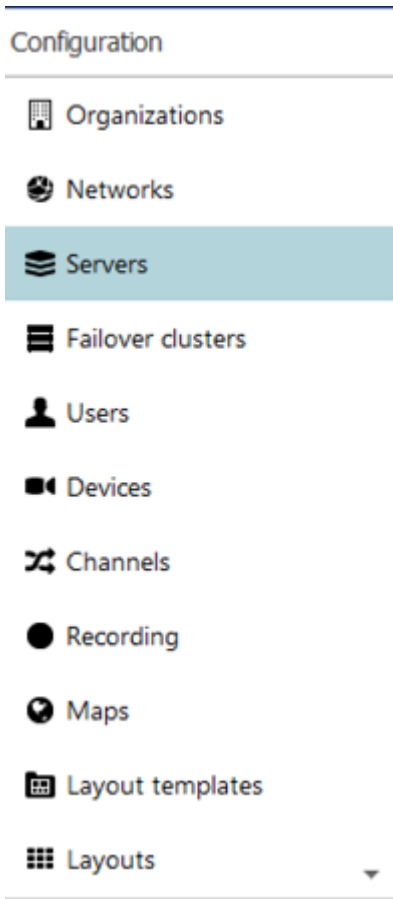 Configuration
Organizations
Networks
Servers
Failover clusters
Users
Devices
Channels
Recording
Maps
Layout templates
Layouts